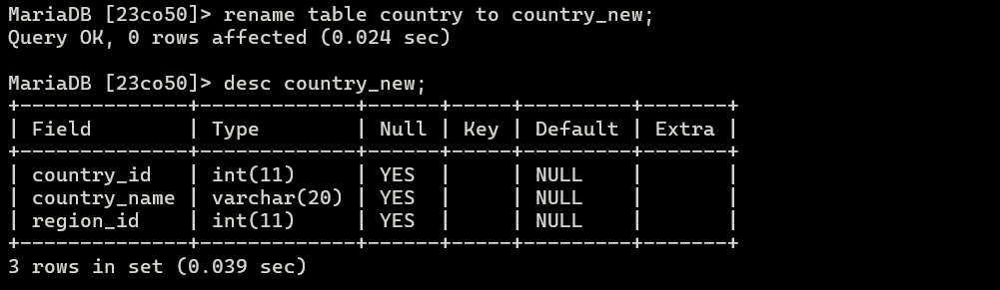 MariaDB [23co50]> rename table country to country_new;
Query OK, 0 rows affected (0.024 sec)

MariaDB [23co50]> desc country_new;
+--------------+-------------+------+-----+---------+-------+
| Field        | Type        | Null | Key | Default | Extra |
+--------------+-------------+------+-----+---------+-------+
| country_id   | int(11)     | YES  |     | NULL    |       |
| country_name | varchar(20) | YES  |     | NULL    |       |
| region_id    | int(11)     | YES  |     | NULL    |       |
+--------------+-------------+------+-----+---------+-------+
3 rows in set (0.039 sec)